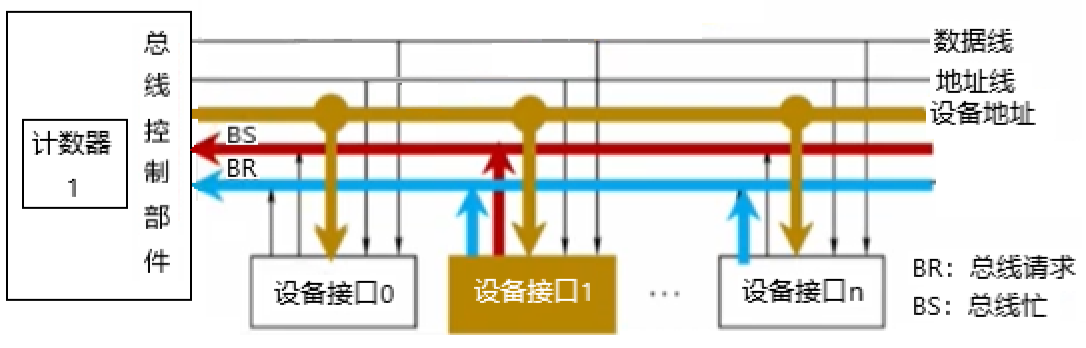 总线控制部件
计数器
1
数据线
地址线
设备地址
BS
BR
设备接口0
设备接口1
...
设备接口n
BR：总线请求
BS：总线忙